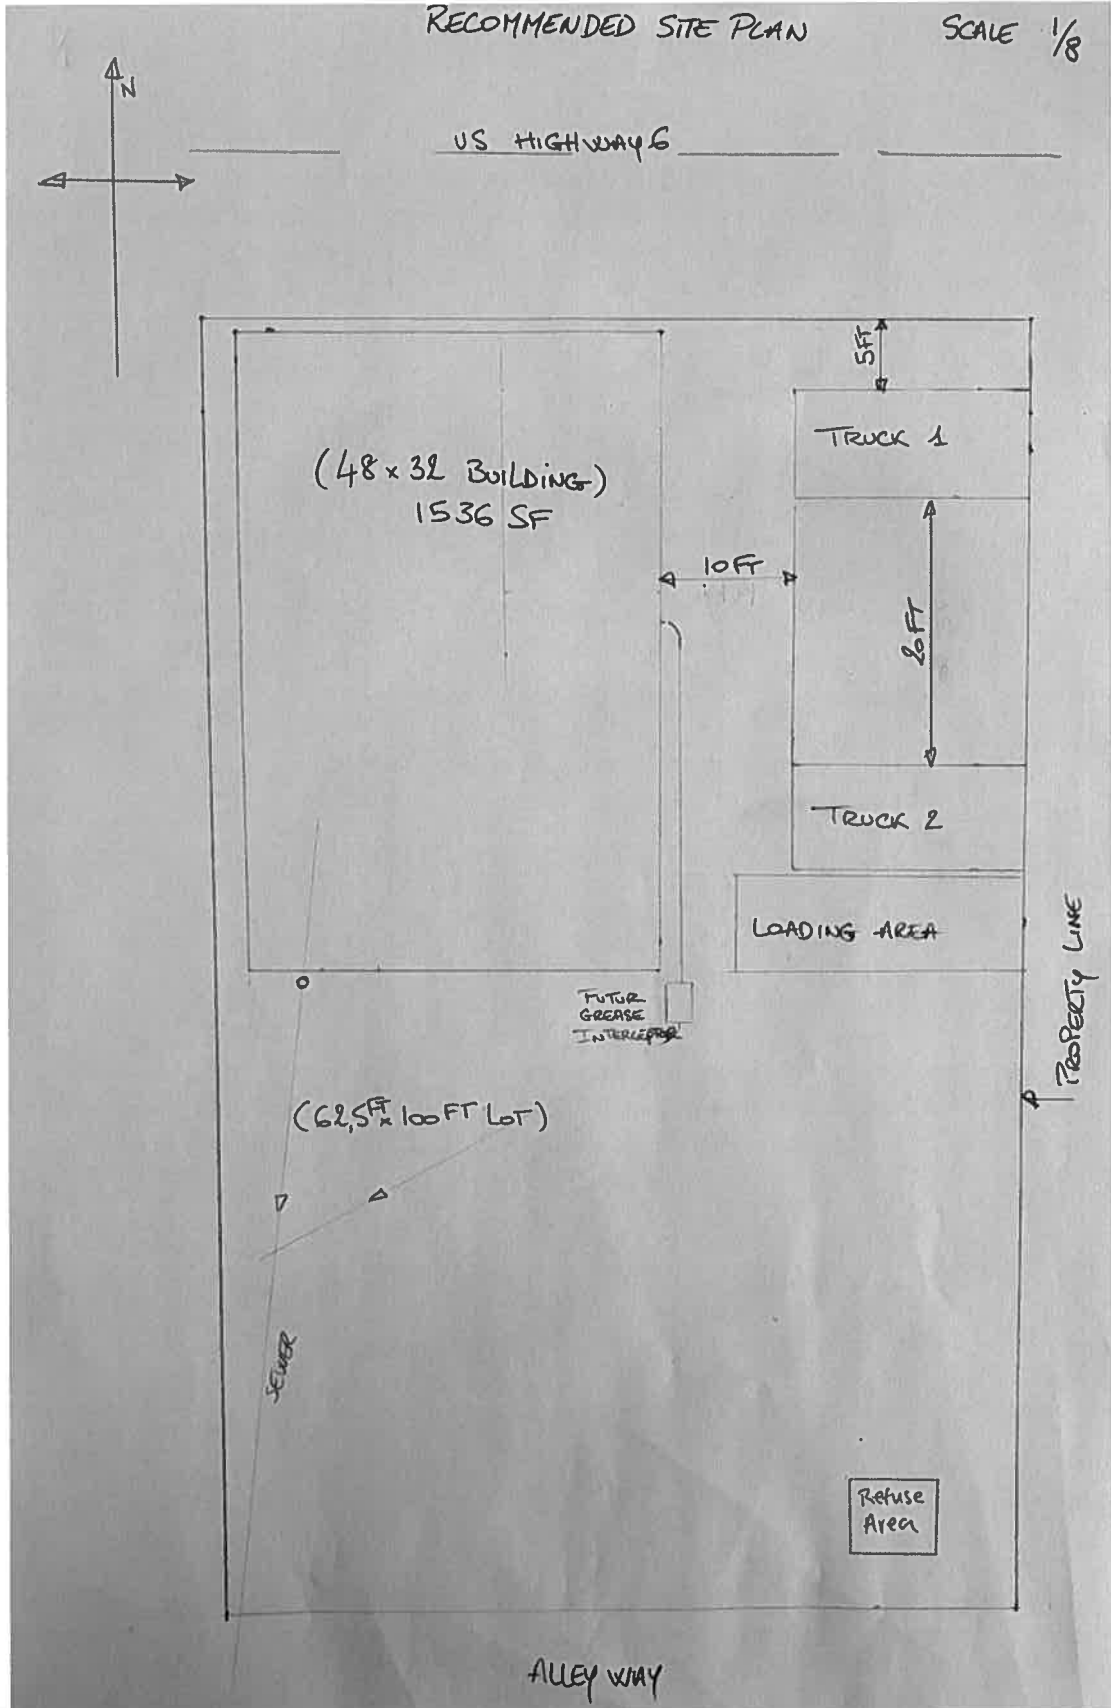 RECOMMENDED SITE PLAN
SCALE 1/8
N
US HIGHWAY 6
5FT
TRUCK 1
(48 x 32 BUILDING)
1536 SF
10FT
20FT
TRUCK 2
LOADING AREA
PROPERTY LINE
FUTUR
GREASE
INTERCEPTOR
(62,5FT x 100FT LOT)
SEWER
Refuse
Area
ALLEY WAY